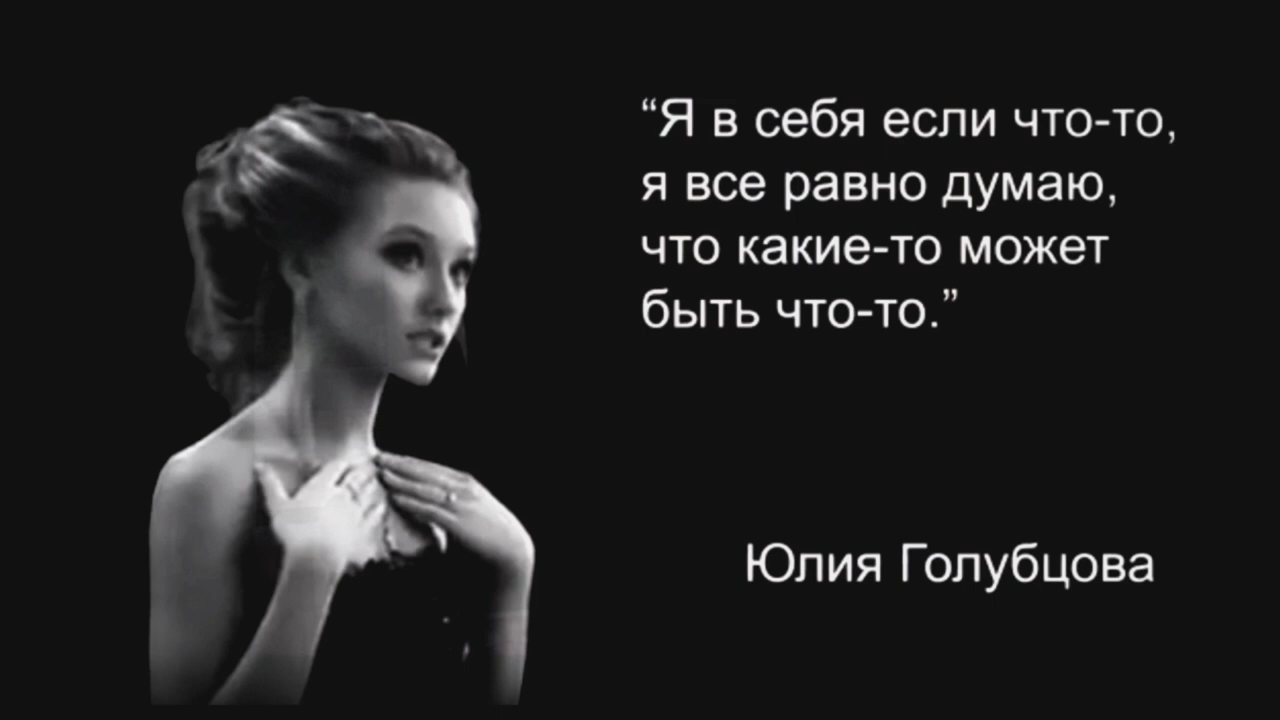 “Я в себя если что-то,
я все равно думаю,
что какие-то может
быть что-то.”
Юлия Голубцова